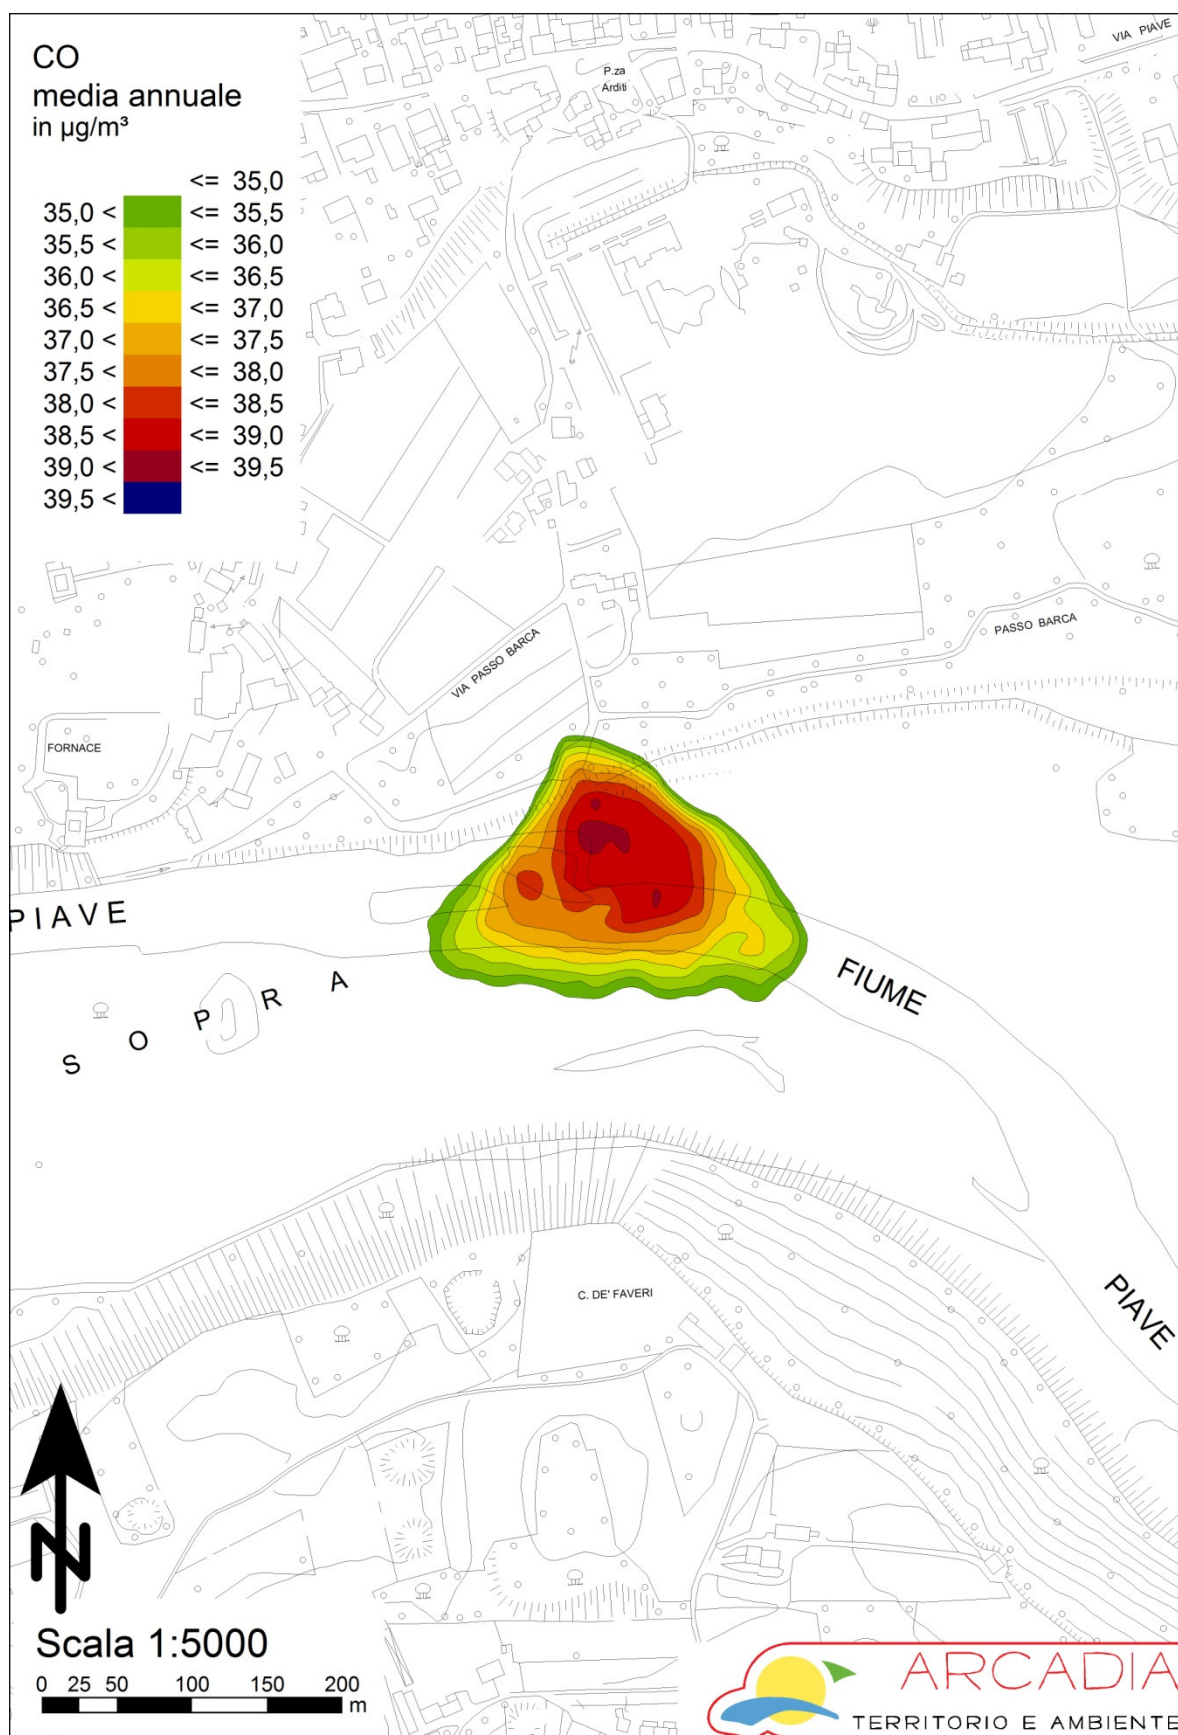 CO
media annuale
in µg/m³
<= 35,0
35,0 < <= 35,5
35,5 < <= 36,0
36,0 < <= 36,5
36,5 < <= 37,0
37,0 < <= 37,5
37,5 < <= 38,0
38,0 < <= 38,5
38,5 < <= 39,0
39,0 < <= 39,5
39,5 <
VIA PIAVE
P.za
Arditi
PASSO BARCA
VIA PASSO BARCA
FORNACE
PIAVE
SOPRA
FIUME
PIAVE
C. DE' FAVERI
N
Scala 1:5000
0 25 50 100 150 200
m
ARCADIA
TERRITORIO E AMBIENTE